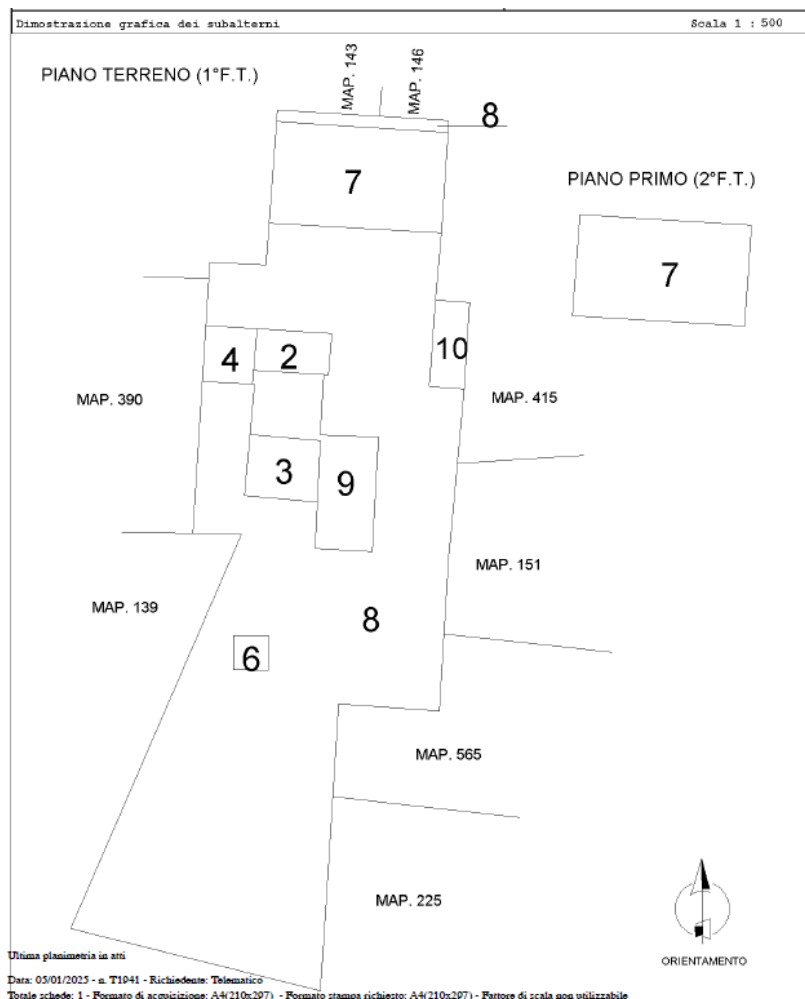 Dimostrazione grafica dei subalterni Scala 1 : 500
PIANO TERRENO (1°F.T.)
MAP. 143
MAP. 146
8
7
PIANO PRIMO (2°F.T.)
7
4
2
10
MAP. 390
MAP. 415
3
9
MAP. 151
MAP. 139
8
6
MAP. 565
MAP. 225
ORIENTAMENTO
Ultima planimetria in atti
Data: 05/01/2025 - n. T1941 - Richiedente: Telematico
Totale schede: 1 - Formato di acquisizione: A4(210x297) - Formato stampa richiesto: A4(210x297) - Fattore di scala non utilizzabile